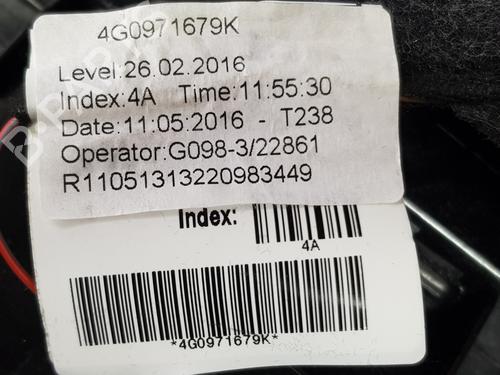 4G0971679K
Level:26.02.2016
Index:4A Time:11:55:30
Date:11:05:2016 - T238
Operator:G098-3/22861
R11051313220983449
Index:
4A
*4G0971679K*